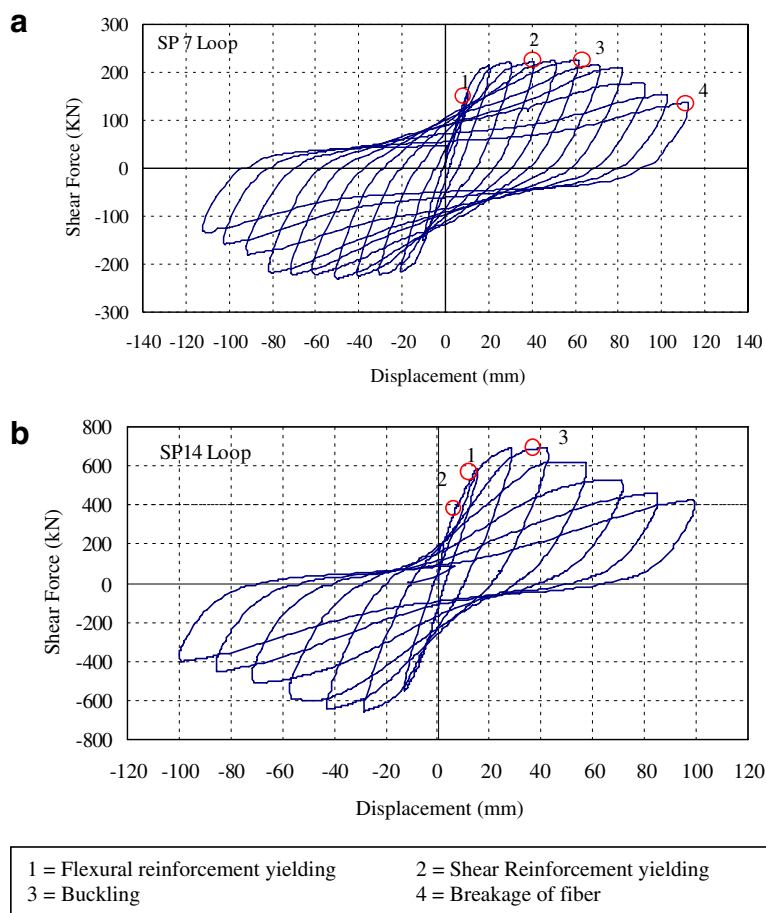 a
SP 7 Loop
Shear Force (KN)
300
200
100
0
-100
-200
-300
1
2
3
4
-140 -120 -100 -80 -60 -40 -20 0 20 40 60 80 100 120 140
Displacement (mm)
b
SP14 Loop
Shear Force (kN)
800
600
400
200
0
-200
-400
-600
-800
2
1
3
-120 -100 -80 -60 -40 -20 0 20 40 60 80 100 120
Displacement (mm)
1 = Flexural reinforcement yielding 2 = Shear Reinforcement yielding
3 = Buckling 4 = Breakage of fiber